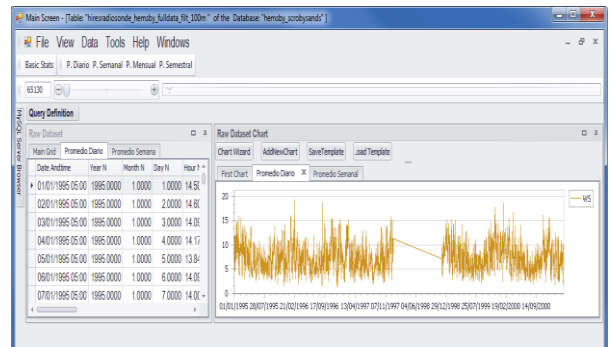 Main Screen - [Table: "hiresradiosonde_hemsby_fulldata_filt_100m " of the Database: "hemsby_scrobysands" ]
File View Data Tools Help Windows
Basic Stats P. Diario P. Semanal P. Mensual P. Semestral
65130
MySQL Server Browser
Query Definition
Raw Dataset
Main Grid Promedio Diario Promedio Semana
Date Andtime Year N Month N Day N Hour
01/01/1995 05:00 1995.0000 1.0000 1.0000 14.50
02/01/1995 05:00 1995.0000 1.0000 2.0000 14.60
03/01/1995 05:00 1995.0000 1.0000 3.0000 14.09
04/01/1995 05:00 1995.0000 1.0000 4.0000 14.17
05/01/1995 05:00 1995.0000 1.0000 5.0000 13.84
06/01/1995 05:00 1995.0000 1.0000 6.0000 14.09
07/01/1995 05:00 1995.0000 1.0000 7.0000 14.00
Raw Dataset Chart
Chart Wizard AddNewChart SaveTemplate Load Template
First Chart Promedio Diario X Promedio Semanal
20
15
10
5
0
WS
01/01/1995 28/07/1995 21/02/1996 17/09/1996 13/04/1997 07/11/1997 04/06/1998 29/12/1998 25/07/1999 19/02/2000 14/09/2000